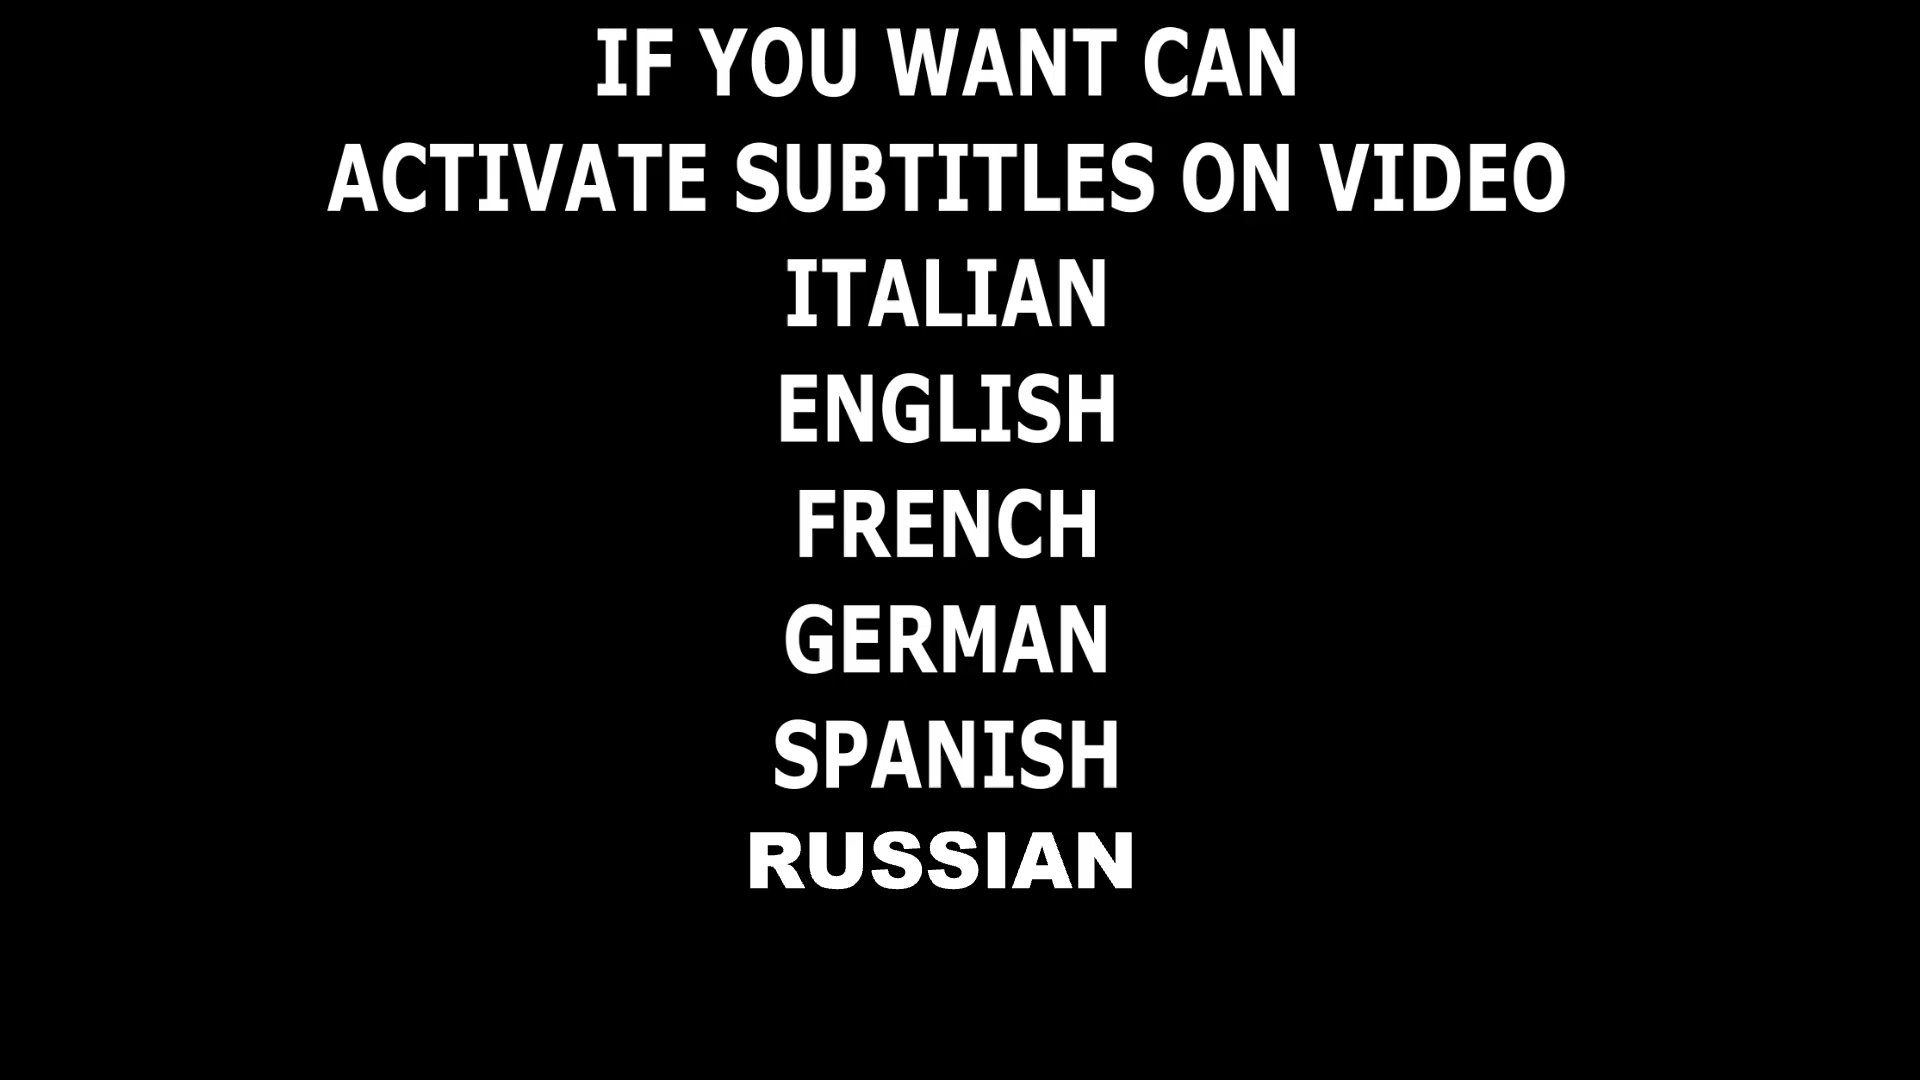 IF YOU WANT CAN
ACTIVATE SUBTITLES ON VIDEO
ITALIAN
ENGLISH
FRENCH
GERMAN
SPANISH
RUSSIAN